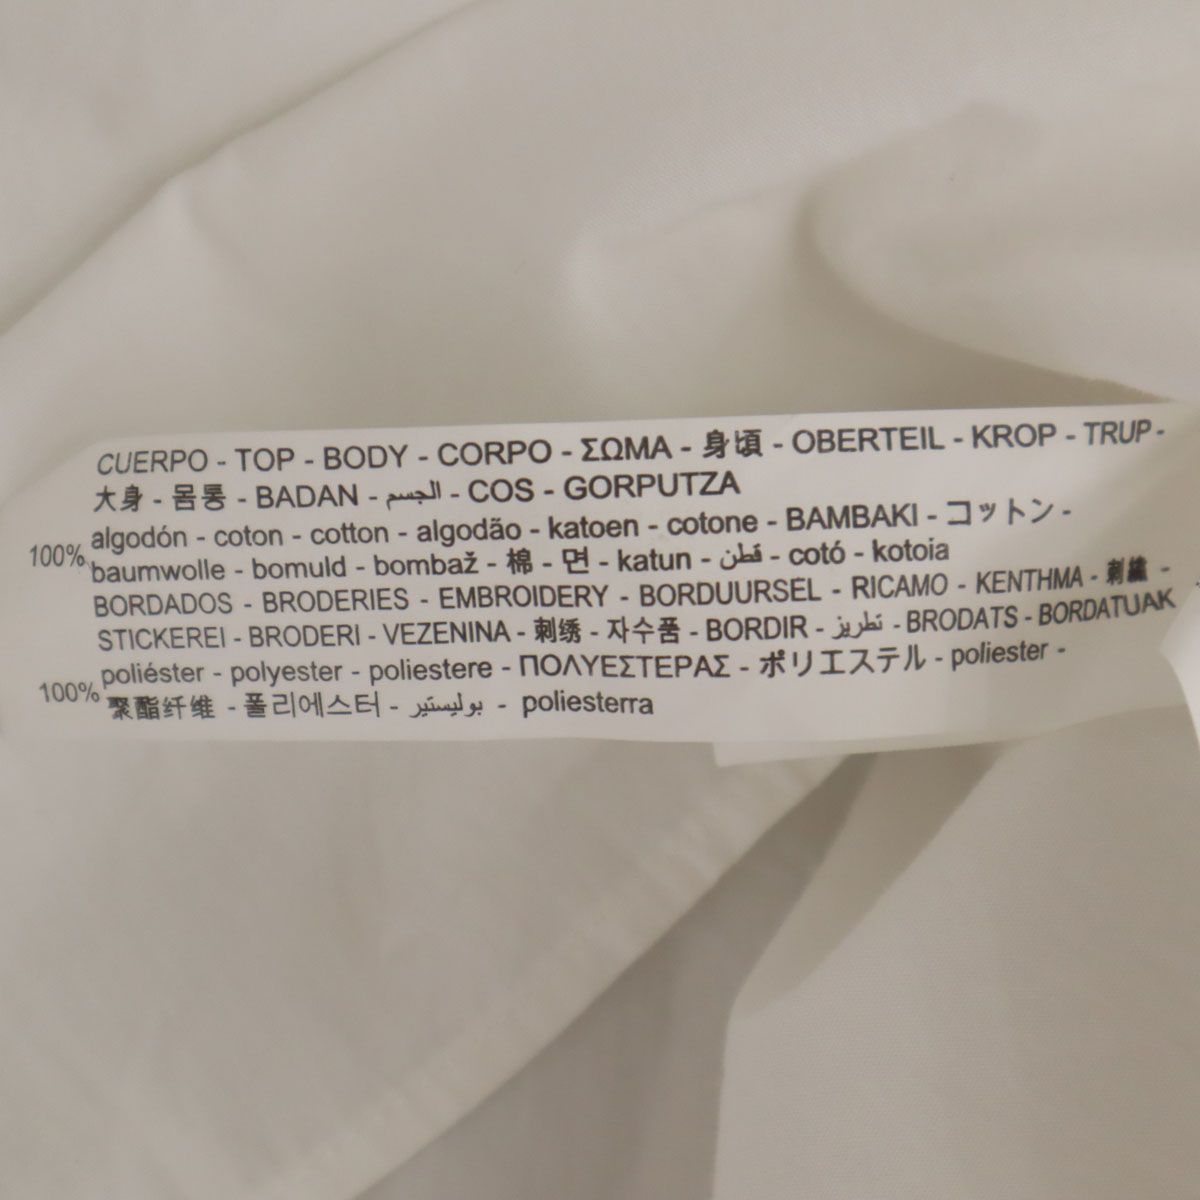 CUERPO - TOP - BODY - CORPO - ΣΩΜΑ - 身頃 - OBERTEIL - KROP - TRUP -
大身 - 몸통 - BADAN - الجسم - COS - GORPUTZA
100% algodón - coton - cotton - algodão - katoen - cotone - BAMBAKI - コットン -
baumwolle - bomuld - bombaž - 棉 - 면 - katun - قطن - cotó - kotoia
BORDADOS - BRODERIES - EMBROIDERY - BORDUURSEL - RICAMO - KENTHMA - 刺繍 -
STICKEREI - BRODERI - VEZENINA - 刺绣 - 자수품 - BORDIR - تطريز - BRODATS - BORDATUAK
100% poliéster - polyester - poliestere - ΠΟΛΥΕΣΤΕΡΑΣ - ポリエステル - poliester -
聚酯纤维 - 폴리에스터 - بوليستير - poliesterra